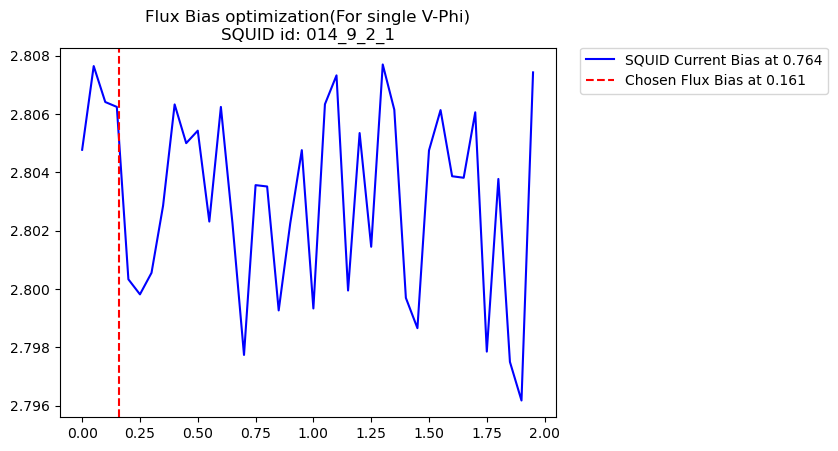 Flux Bias optimization(For single V-Phi)
SQUID id: 014_9_2_1
SQUID Current Bias at 0.764
Chosen Flux Bias at 0.161
2.808
2.806
2.804
2.802
2.800
2.798
2.796
0.00 0.25 0.50 0.75 1.00 1.25 1.50 1.75 2.00